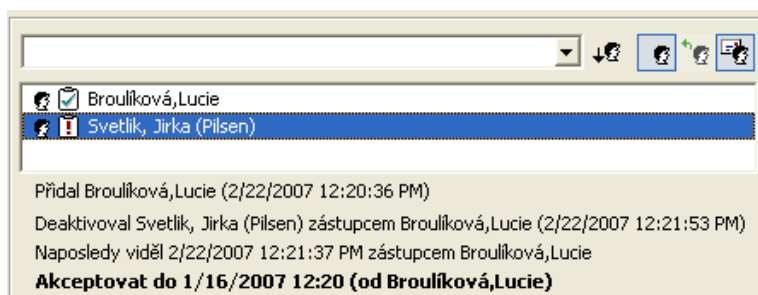 Broulíková,Lucie
Svetlik, Jirka (Pilsen)
Přidal Broulíková,Lucie (2/22/2007 12:20:36 PM)
Deaktivoval Svetlik, Jirka (Pilsen) zástupcem Broulíková,Lucie (2/22/2007 12:21:53 PM)
Naposledy viděl 2/22/2007 12:21:37 PM zástupcem Broulíková,Lucie
Akceptovat do 1/16/2007 12:20 (od Broulíková,Lucie)